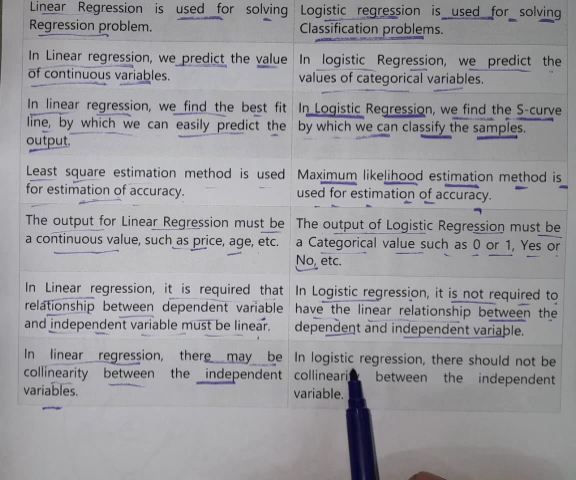 Linear Regression is used for solving
Regression problem.
Logistic regression is used for solving
Classification problems.
In Linear regression, we predict the value
of continuous variables.
In logistic Regression, we predict the
values of categorical variables.
In linear regression, we find the best fit
line, by which we can easily predict the
output.
In Logistic Regression, we find the S-curve
by which we can classify the samples.
Least square estimation method is used
for estimation of accuracy.
Maximum likelihood estimation method is
used for estimation of accuracy.
The output for Linear Regression must be
a continuous value, such as price, age, etc.
The output of Logistic Regression must be
a Categorical value such as 0 or 1, Yes or
No, etc.
In Linear regression, it is required that
relationship between dependent variable
and independent variable must be linear.
In Logistic regression, it is not required to
have the linear relationship between the
dependent and independent variable.
In linear regression, there may be
collinearity between the independent
variables.
In logistic regression, there should not be
between the independent
variable.